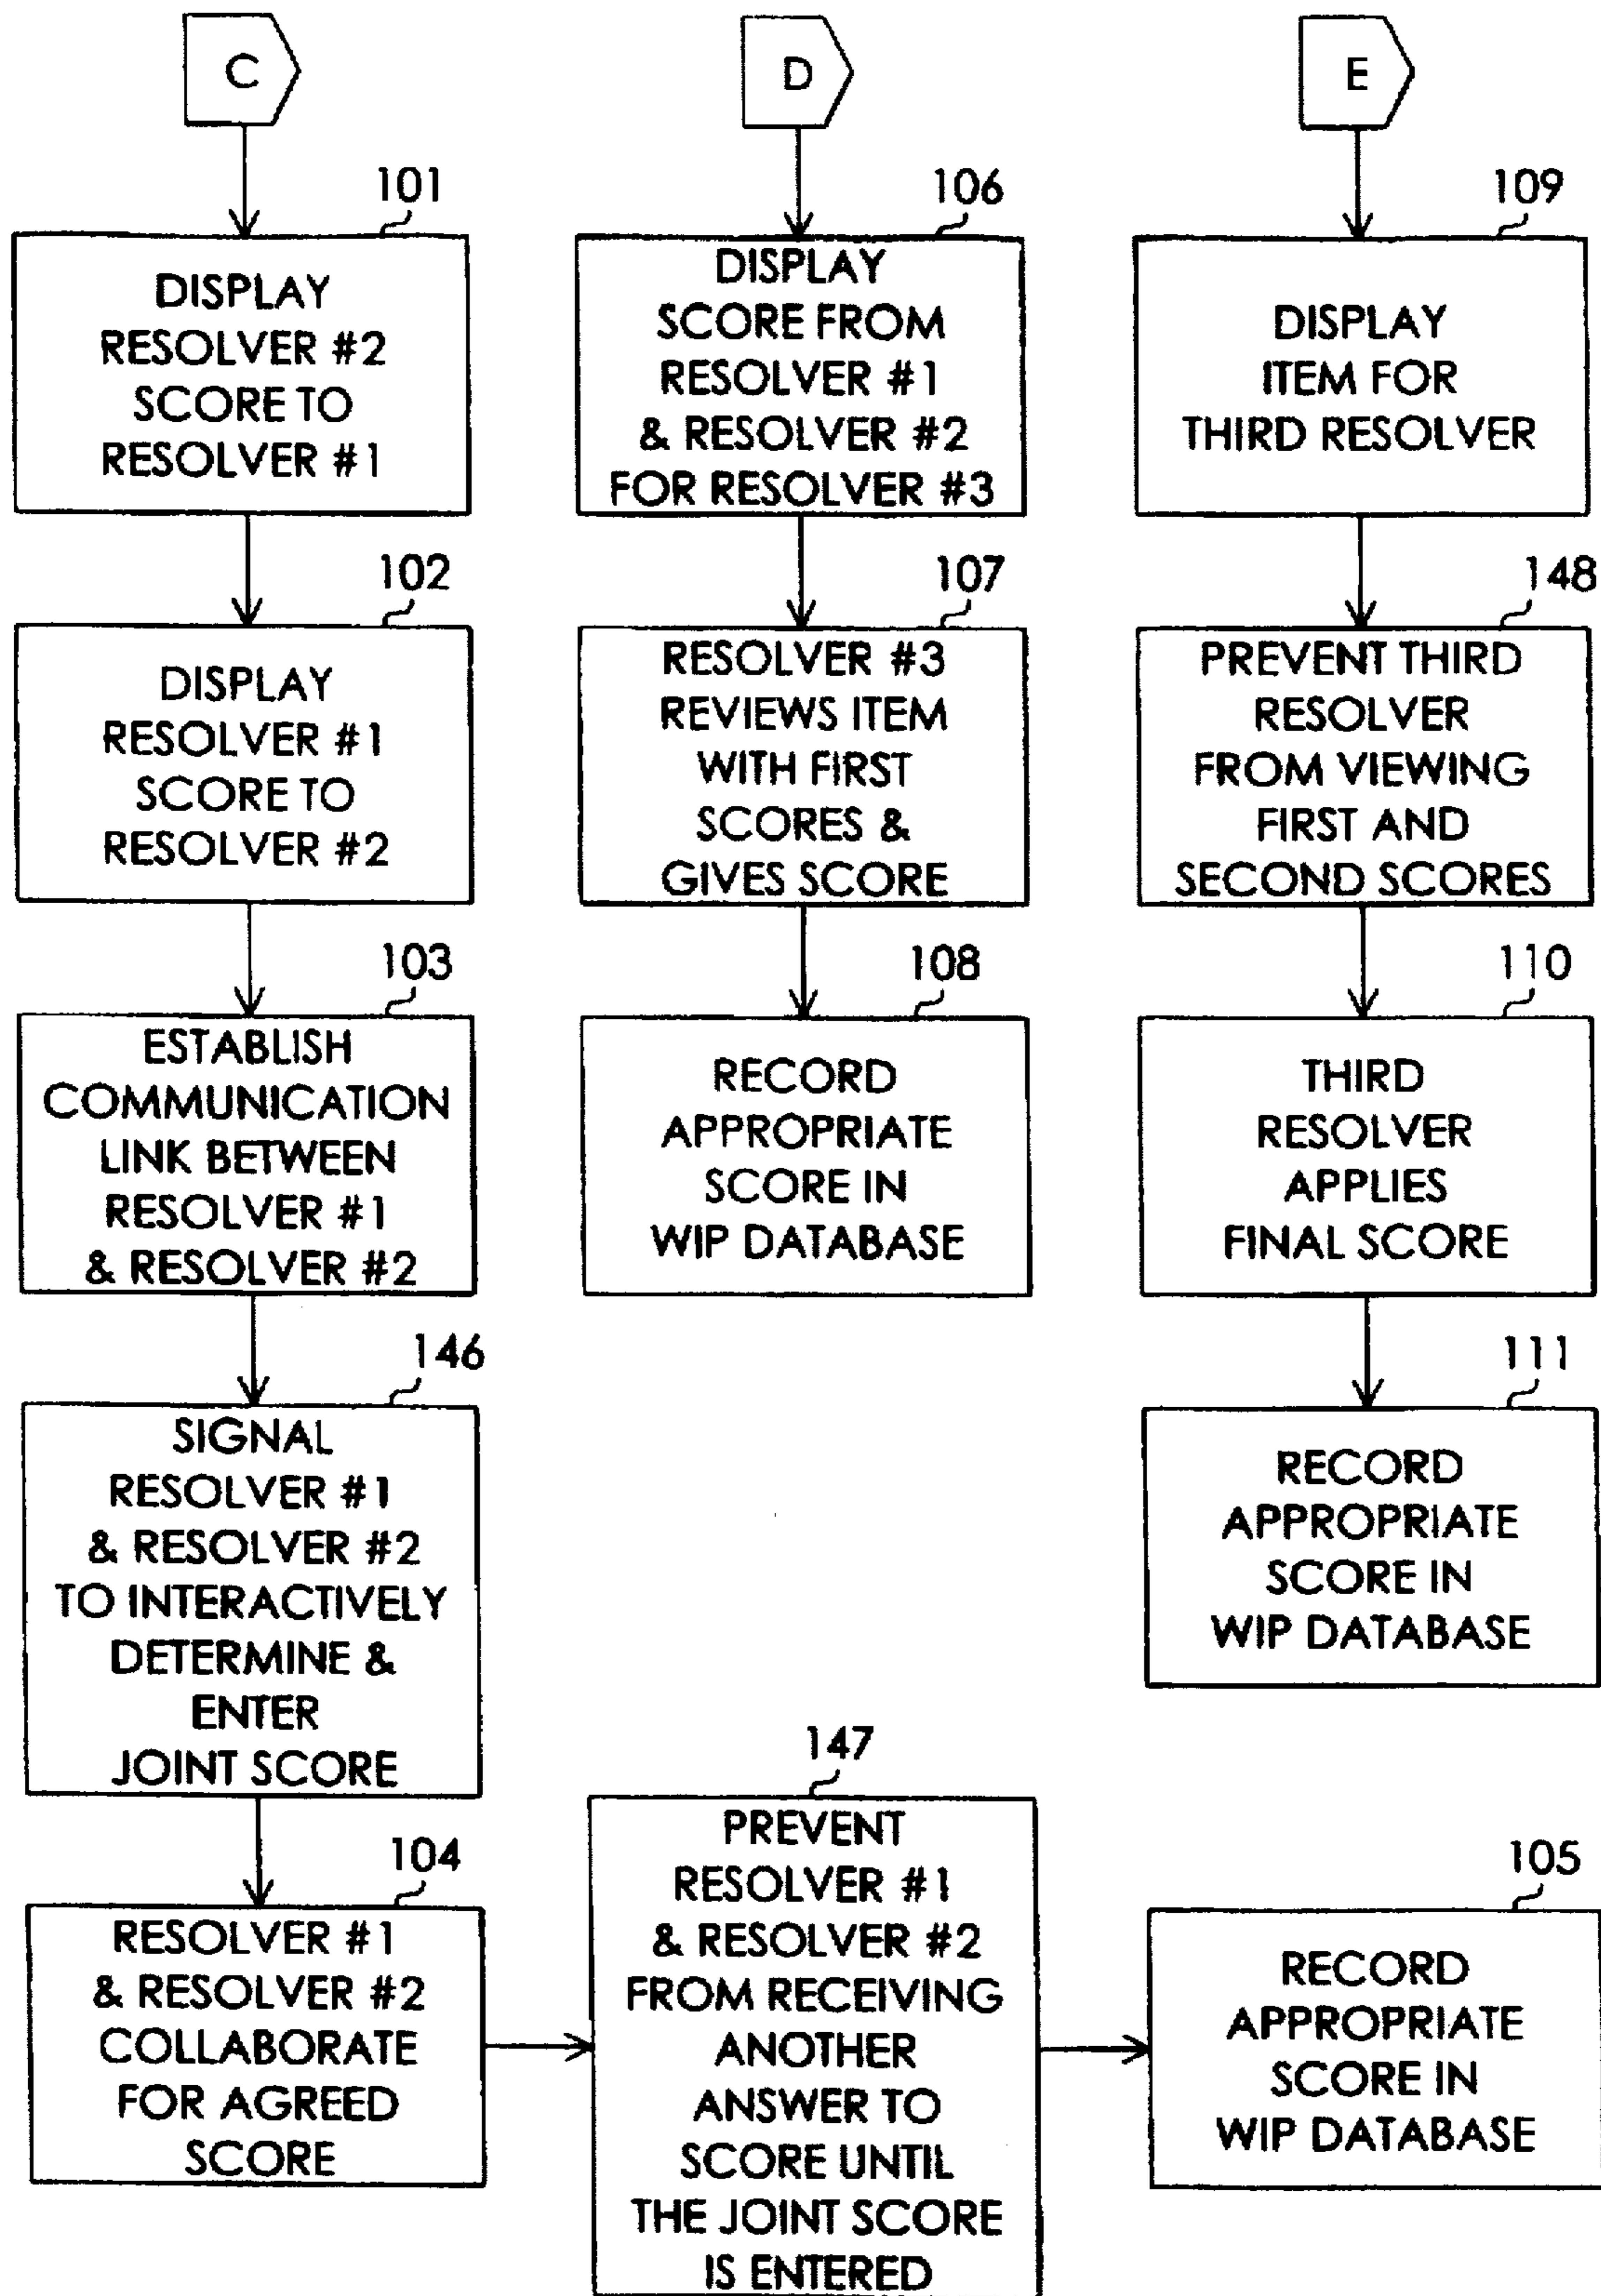 C
101
DISPLAY
RESOLVER #2
SCORE TO
RESOLVER #1
102
DISPLAY
RESOLVER #1
SCORE TO
RESOLVER #2
103
ESTABLISH
COMMUNICATION
LINK BETWEEN
RESOLVER #1
& RESOLVER #2
146
SIGNAL
RESOLVER #1
& RESOLVER #2
TO INTERACTIVELY
DETERMINE &
ENTER
JOINT SCORE
104
RESOLVER #1
& RESOLVER #2
COLLABORATE
FOR AGREED
SCORE
147
PREVENT
RESOLVER #1
& RESOLVER #2
FROM RECEIVING
ANOTHER
ANSWER TO
SCORE UNTIL
THE JOINT SCORE
IS ENTERED
105
RECORD
APPROPRIATE
SCORE IN
WIP DATABASE
D
106
DISPLAY
SCORE FROM
RESOLVER #1
& RESOLVER #2
FOR RESOLVER #3
107
RESOLVER #3
REVIEWS ITEM
WITH FIRST
SCORES &
GIVES SCORE
108
RECORD
APPROPRIATE
SCORE IN
WIP DATABASE
E
109
DISPLAY
ITEM FOR
THIRD RESOLVER
148
PREVENT THIRD
RESOLVER
FROM VIEWING
FIRST AND
SECOND SCORES
110
THIRD
RESOLVER
APPLIES
FINAL SCORE
111
RECORD
APPROPRIATE
SCORE IN
WIP DATABASE